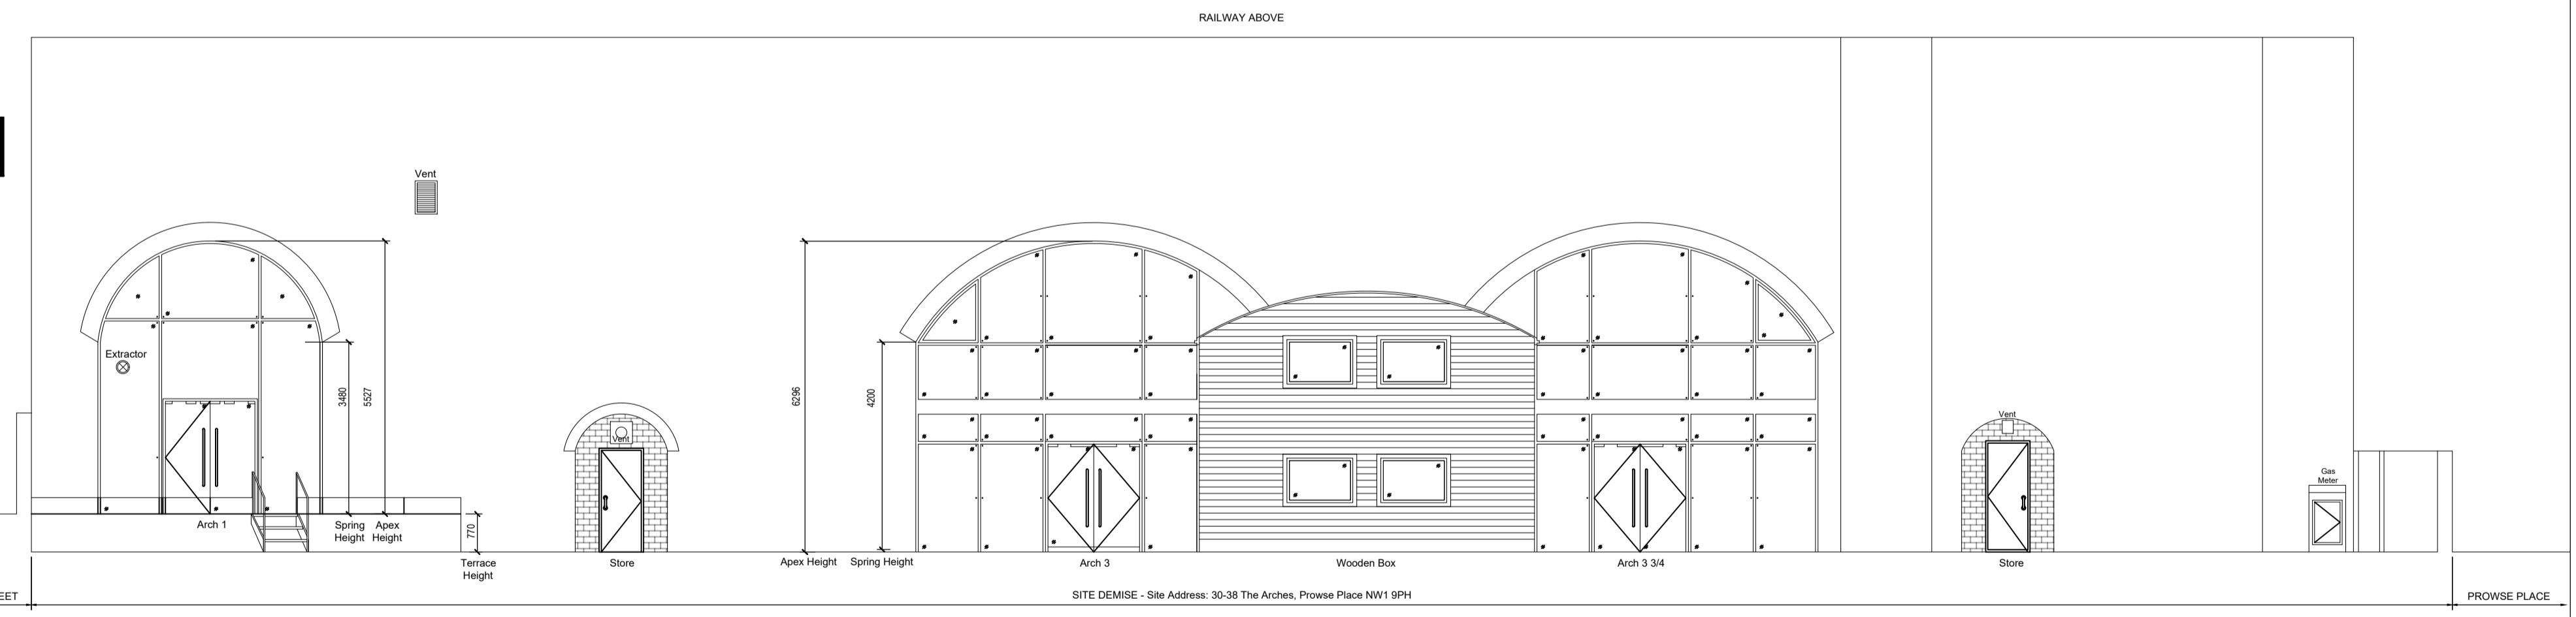 RAILWAY ABOVE
Vent
Extractor
3480
5527
6296
4200
Vent
Vent
Gas
Meter
Arch 1
Spring
Height
Apex
Height
770
Terrace
Height
Store
Apex Height
Spring Height
Arch 3
Wooden Box
Arch 3 3/4
Store
EET
SITE DEMISE - Site Address: 30-38 The Arches, Prowse Place NW1 9PH
PROWSE PLACE